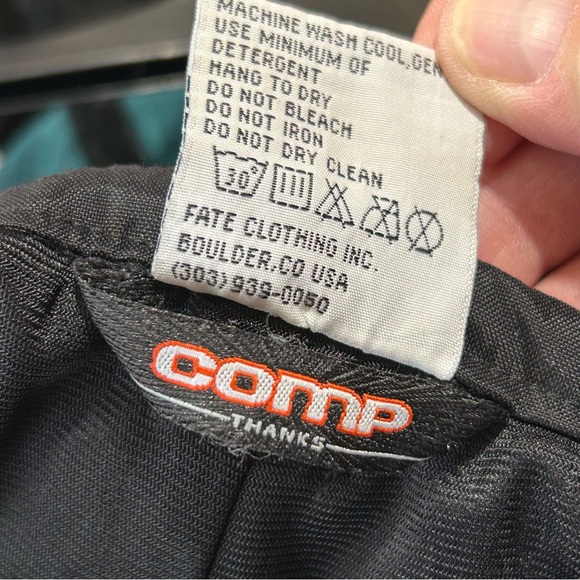 MACHINE WASH COOL,GEN
USE MINIMUM OF
DETERGENT
HANG TO DRY
DO NOT BLEACH
DO NOT IRON
DO NOT DRY CLEAN
30°
FATE CLOTHING INC.
BOULDER,CO USA
(303) 939-0050
COMP
THANKS